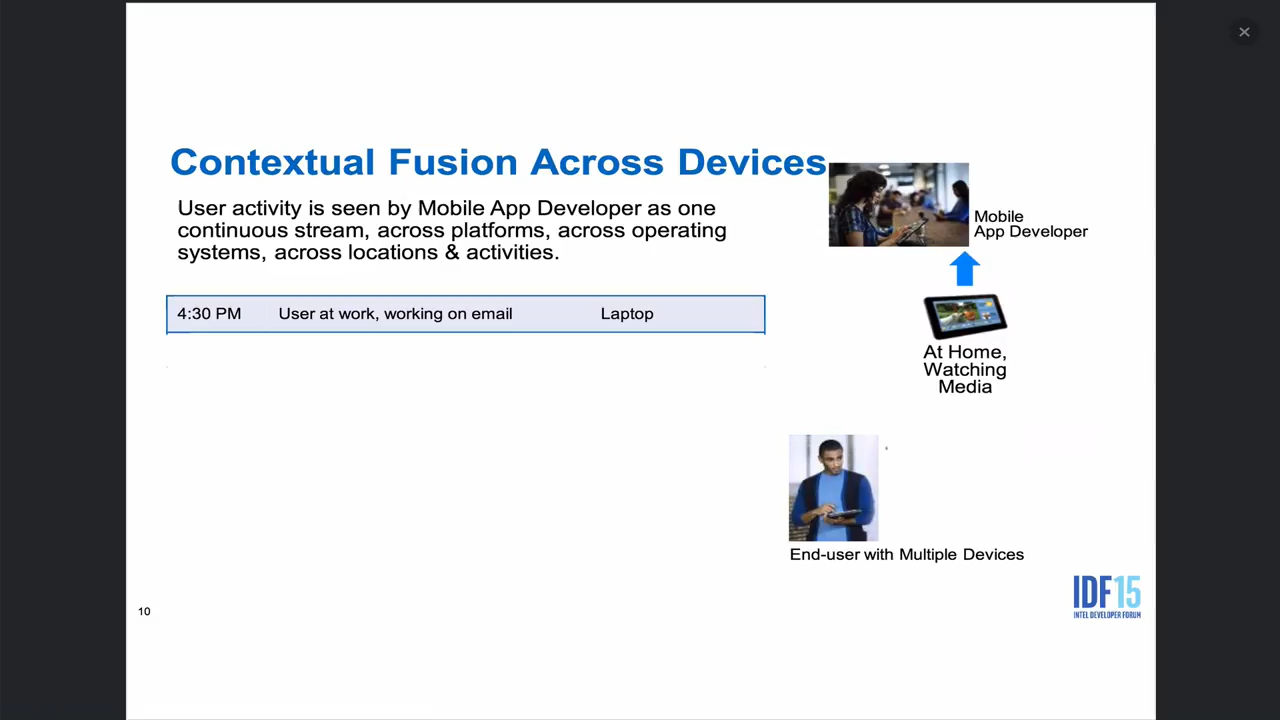 Contextual Fusion Across Devices
User activity is seen by Mobile App Developer as one
continuous stream, across platforms, across operating
systems, across locations & activities.
Mobile
App Developer
4:30 PM User at work, working on email Laptop
At Home,
Watching
Media
End-user with Multiple Devices
IDF15
INTEL DEVELOPER FORUM
10